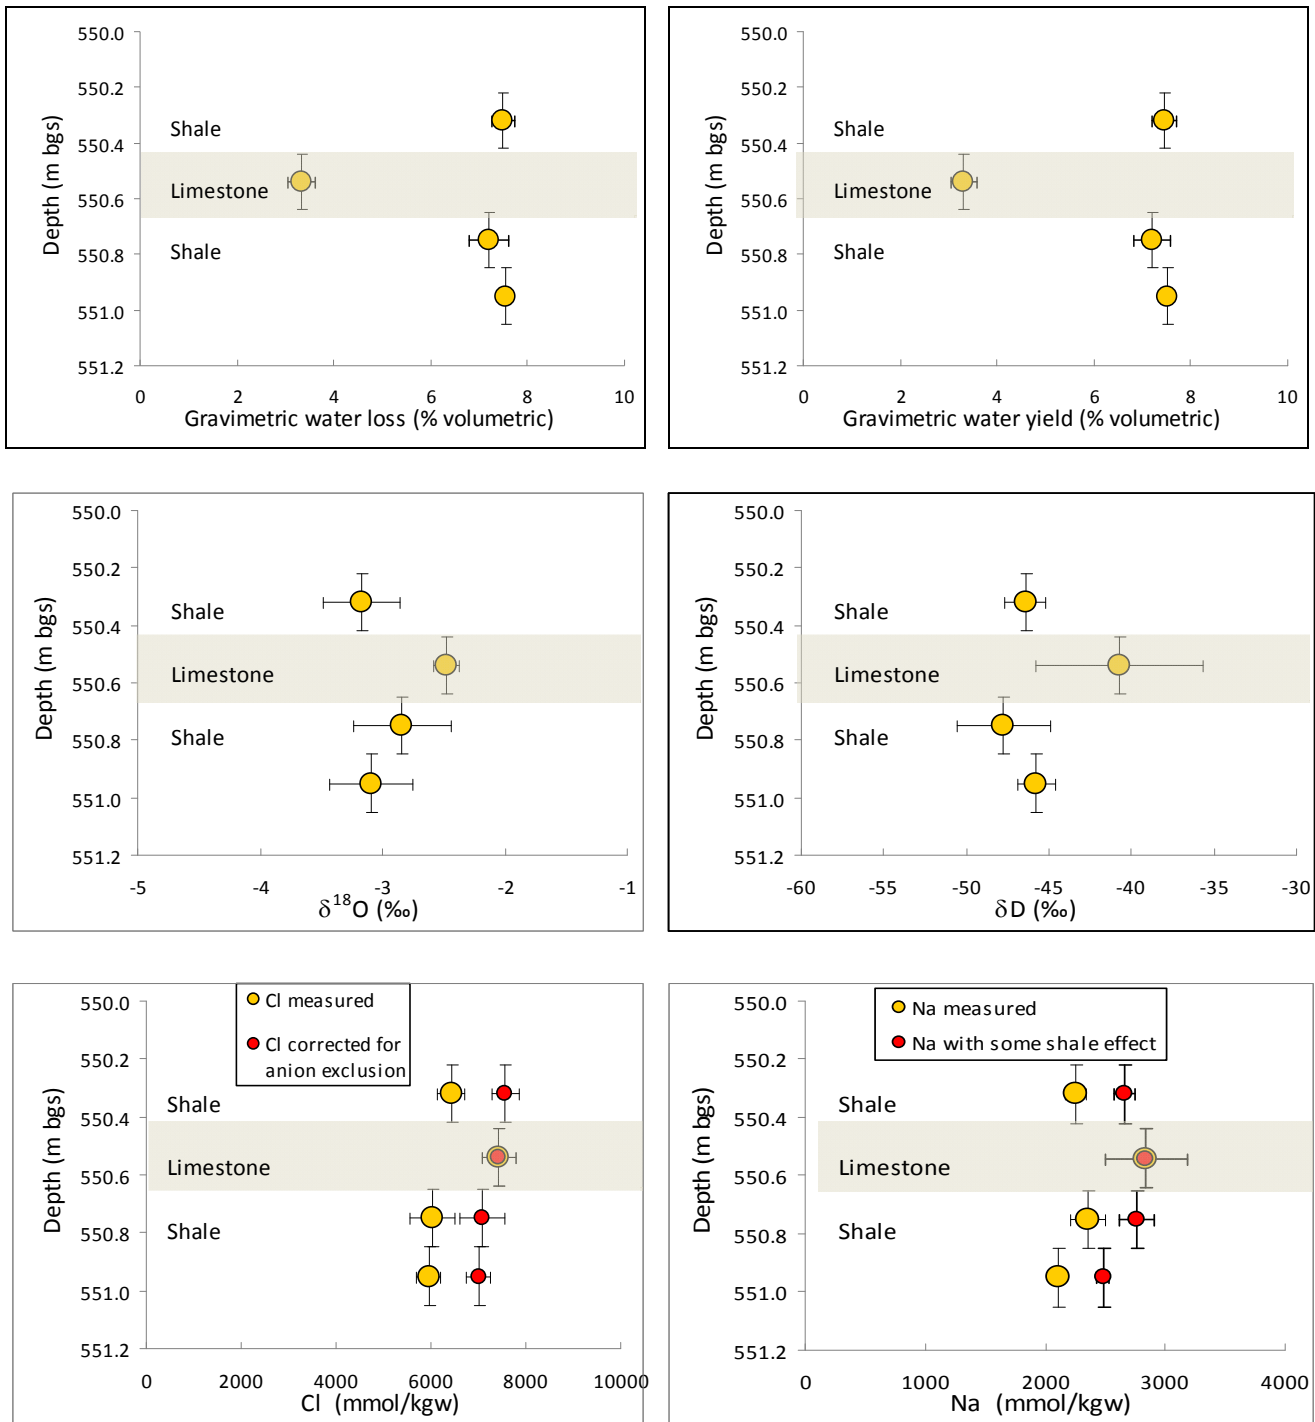 550.0
550.2
550.4
550.6
550.8
551.0
551.2
Depth (m bgs)
Shale
Limestone
Shale
0 2 4 6 8 10
Gravimetric water loss (% volumetric)
550.0
550.2
550.4
550.6
550.8
551.0
551.2
Depth (m bgs)
Shale
Limestone
Shale
0 2 4 6 8 10
Gravimetric water yield (% volumetric)
550.0
550.2
550.4
550.6
550.8
551.0
551.2
Depth (m bgs)
Shale
Limestone
Shale
-5 -4 -3 -2 -1
δ¹⁸O (‰)
550.0
550.2
550.4
550.6
550.8
551.0
551.2
Depth (m bgs)
Shale
Limestone
Shale
-60 -55 -50 -45 -40 -35 -30
δD (‰)
Cl measured
Cl corrected for
anion exclusion
550.0
550.2
550.4
550.6
550.8
551.0
551.2
Depth (m bgs)
Shale
Limestone
Shale
0 2000 4000 6000 8000 10000
Cl (mmol/kgw)
Na measured
Na with some shale effect
550.0
550.2
550.4
550.6
550.8
551.0
551.2
Depth (m bgs)
Shale
Limestone
Shale
0 1000 2000 3000 4000
Na (mmol/kgw)